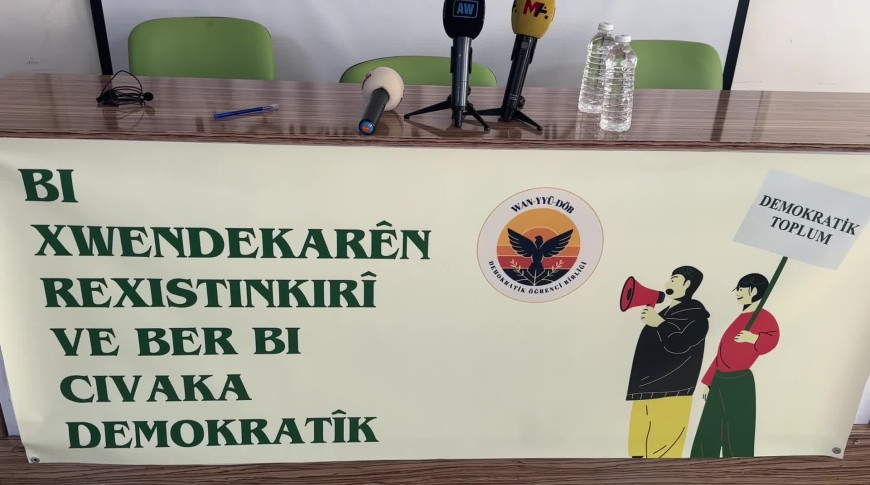 AW
MA
BI
XWENDEKARÊN
REXISTINKIRÎ
VE BER BI
CIVAKA
DEMOKRATÎK
WAN-YYÜ-DÖB
DEMOKRATİK ÖĞRENCİ BİRLİĞİ
DEMOKRATİK
TOPLUM